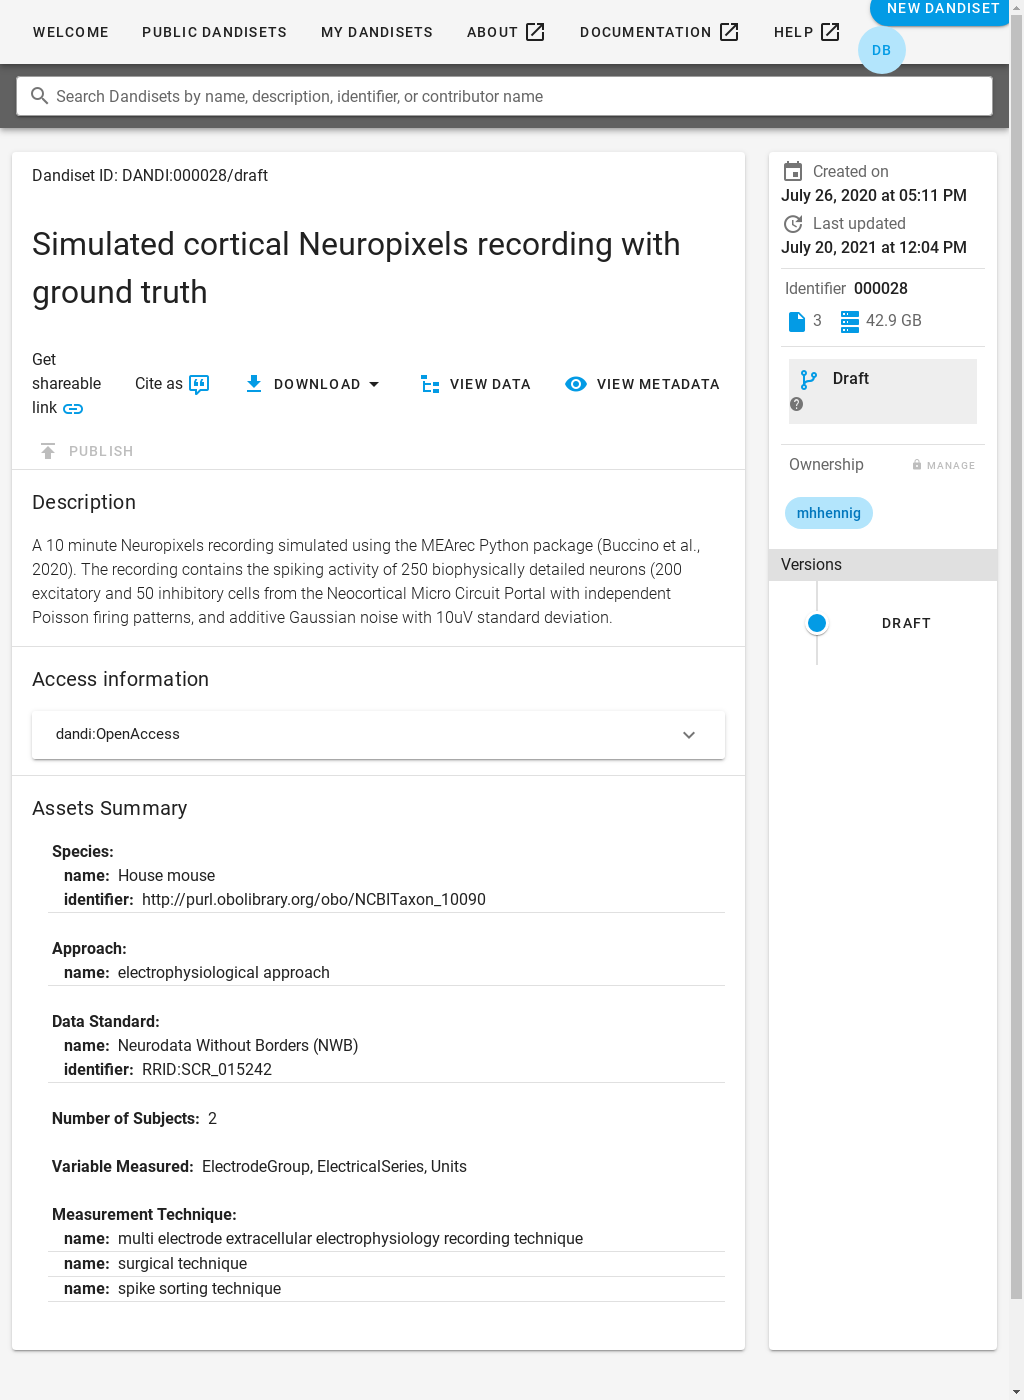 WELCOME
PUBLIC DANDISETS
MY DANDISETS
ABOUT
DOCUMENTATION
HELP
NEW DANDISET
DB
Search Dandisets by name, description, identifier, or contributor name
Dandiset ID: DANDI:000028/draft
Simulated cortical Neuropixels recording with
ground truth
Get
shareable
link
Cite as
DOWNLOAD
VIEW DATA
VIEW METADATA
PUBLISH
Description
A 10 minute Neuropixels recording simulated using the MEArec Python package (Buccino et al.,
2020). The recording contains the spiking activity of 250 biophysically detailed neurons (200
excitatory and 50 inhibitory cells from the Neocortical Micro Circuit Portal with independent
Poisson firing patterns, and additive Gaussian noise with 10uV standard deviation.
Access information
dandi:OpenAccess
Assets Summary
Species:
name: House mouse
identifier: http://purl.obolibrary.org/obo/NCBITaxon_10090
Approach:
name: electrophysiological approach
Data Standard:
name: Neurodata Without Borders (NWB)
identifier: RRID:SCR_015242
Number of Subjects: 2
Variable Measured: ElectrodeGroup, ElectricalSeries, Units
Measurement Technique:
name: multi electrode extracellular electrophysiology recording technique
name: surgical technique
name: spike sorting technique
Created on
July 26, 2020 at 05:11 PM
Last updated
July 20, 2021 at 12:04 PM
Identifier 000028
3 42.9 GB
Draft
Ownership
MANAGE
mhhennig
Versions
DRAFT